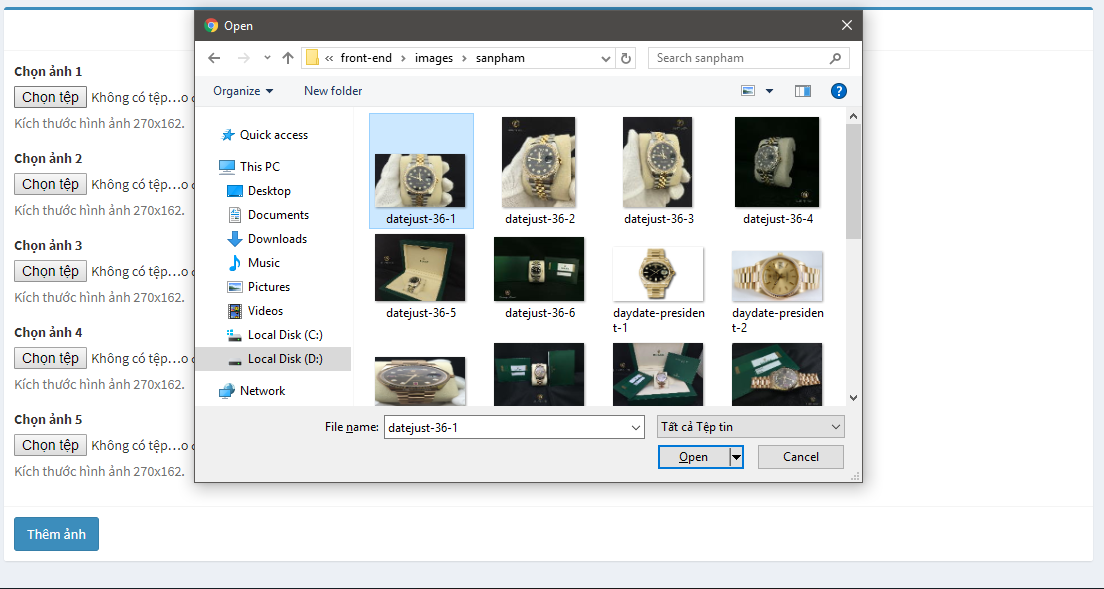 Open
« front-end › images › sanpham
Search sanpham
Organize
New folder
Chọn ảnh 1
Chọn tệp Không có tệp…o
Kích thước hình ảnh 270x162.
Chọn ảnh 2
Chọn tệp Không có tệp…o
Kích thước hình ảnh 270x162.
Chọn ảnh 3
Chọn tệp Không có tệp…o
Kích thước hình ảnh 270x162.
Chọn ảnh 4
Chọn tệp Không có tệp…o
Kích thước hình ảnh 270x162.
Chọn ảnh 5
Chọn tệp Không có tệp…o
Kích thước hình ảnh 270x162.
Thêm ảnh
Quick access
This PC
Desktop
Documents
Downloads
Music
Pictures
Videos
Local Disk (C:)
Local Disk (D:)
Network
datejust-36-1
datejust-36-2
datejust-36-3
datejust-36-4
datejust-36-5
datejust-36-6
daydate-presiden
t-1
daydate-presiden
t-2
File name: datejust-36-1
Tất cả Tệp tin
Open
Cancel